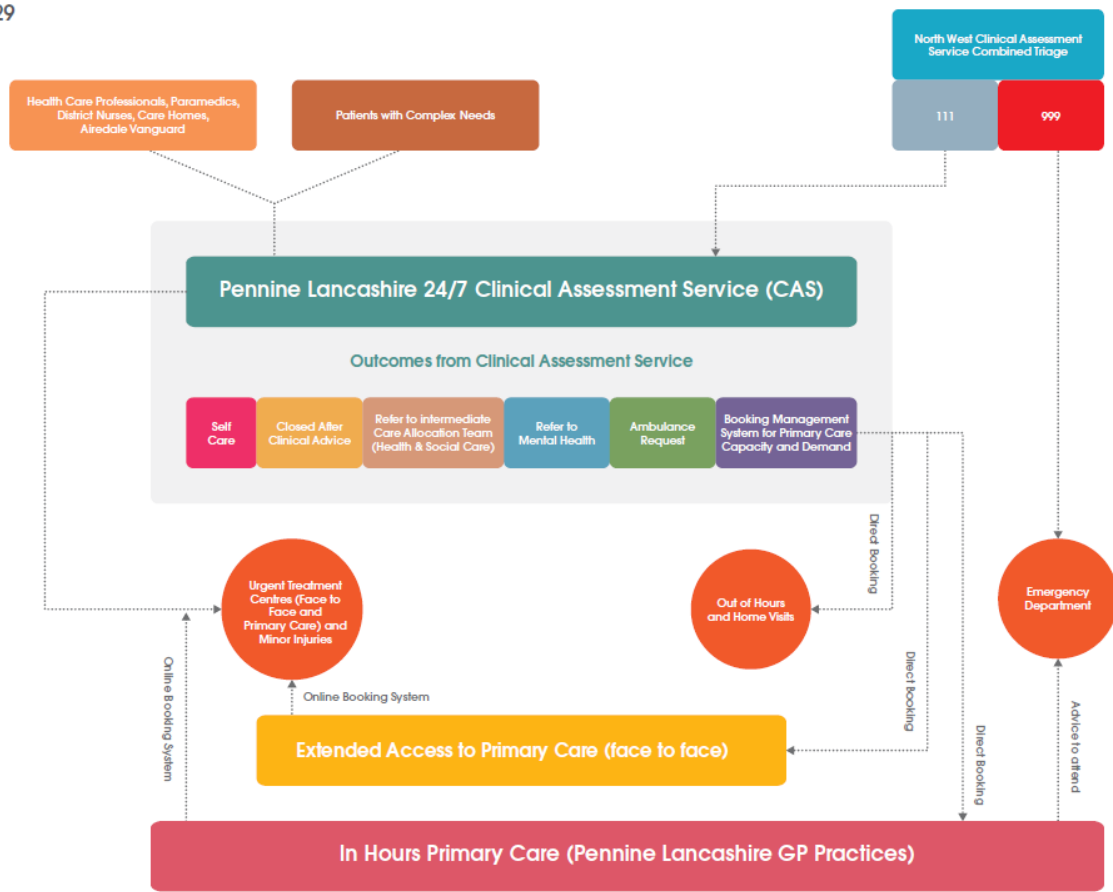 29
North West Clinical Assessment
Service Combined Triage
Health Care Professionals, Paramedics,
District Nurses, Care Homes,
Airedale Vanguard
Patients with Complex Needs
111
999
Pennine Lancashire 24/7 Clinical Assessment Service (CAS)
Outcomes from Clinical Assessment Service
Self
Care
Closed After
Clinical Advice
Refer to intermediate
Care Allocation Team
(Health & Social Care)
Refer to
Mental Health
Ambulance
Request
Booking Management
System for Primary Care
Capacity and Demand
Direct Booking
Urgent Treatment
Centres (Face to
Face and
Primary Care) and
Minor Injuries
Out of Hours
and Home Visits
Emergency
Department
Online Booking System
Online Booking System
Direct Booking
Direct Booking
Advice to attend
Extended Access to Primary Care (face to face)
In Hours Primary Care (Pennine Lancashire GP Practices)